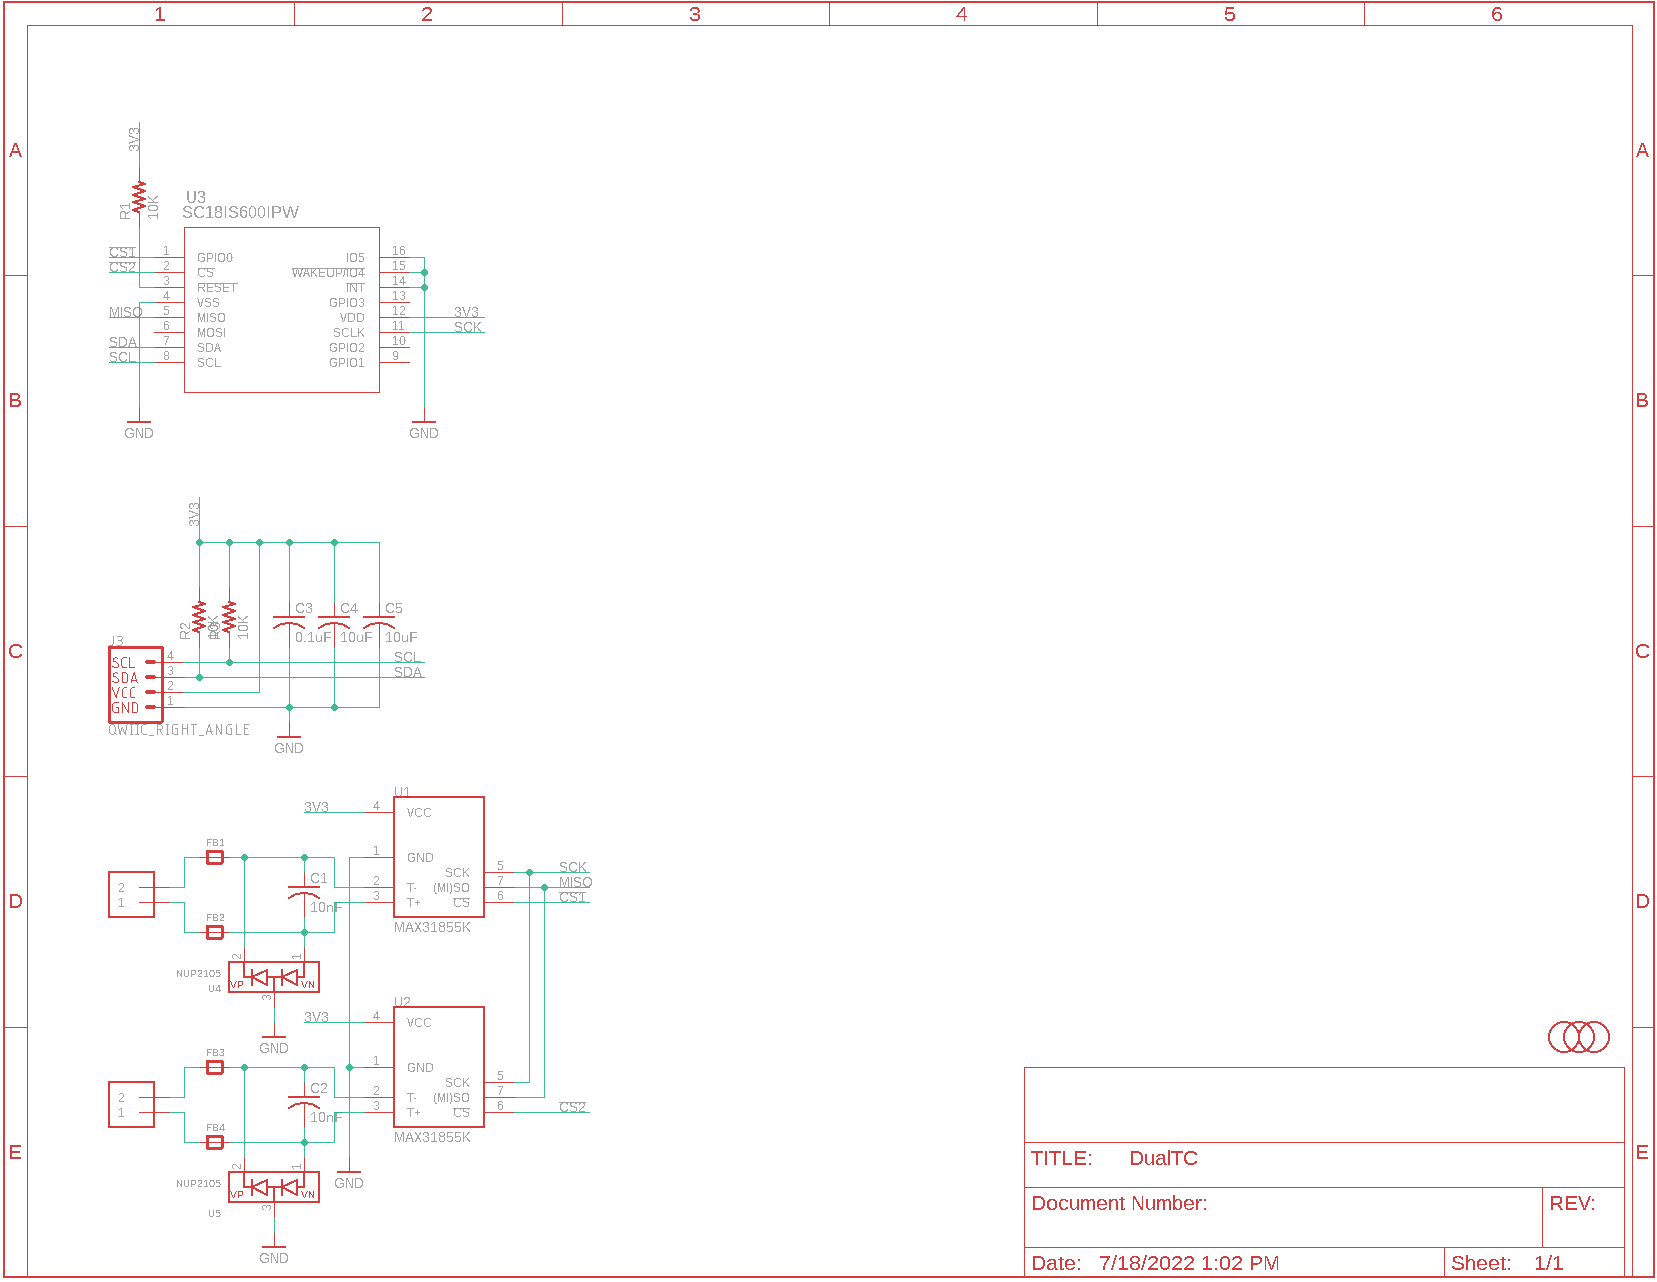 1 2 3 4 5 6
A A
3V3
R1 10K
U3
SC18IS600IPW
CS1 1 GPIO0 IO5 16
CS2 2 CS WAKEUP/IO4 15
3 RESET INT 14
4 VSS GPIO3 13
MISO 5 MISO VDD 12 3V3
6 MOSI SCLK 11 SCK
SDA 7 SDA GPIO2 10
SCL 8 SCL GPIO1 9
B B
GND GND
3V3
C3 C4 C5
R2 10K
10K
0.1uF 10uF 10uF
J3
C C
SCL 4 SCL
SDA 3 SDA
VCC 2
GND 1
QWIIC_RIGHT_ANGLE
GND
U1
3V3 4 VCC
FB1
1 GND
SCK 5 SCK
C1
2 2 T- (MI)SO 7 MISO
1 3 T+ CS 6 CS1
10nF
D D
FB2
MAX31855K
2 1
NUP2105
VP VN
U4
3
U2
3V3 4 VCC
GND
FB3
1 GND
SCK 5
C2
2 2 T- (MI)SO 7
1 3 T+ CS 6 CS2
10nF
FB4
MAX31855K
E E
2 1
NUP2105
VP VN
GND
3
U5
GND
TITLE: DualTC
Document Number: REV:
Date: 7/18/2022 1:02 PM Sheet: 1/1